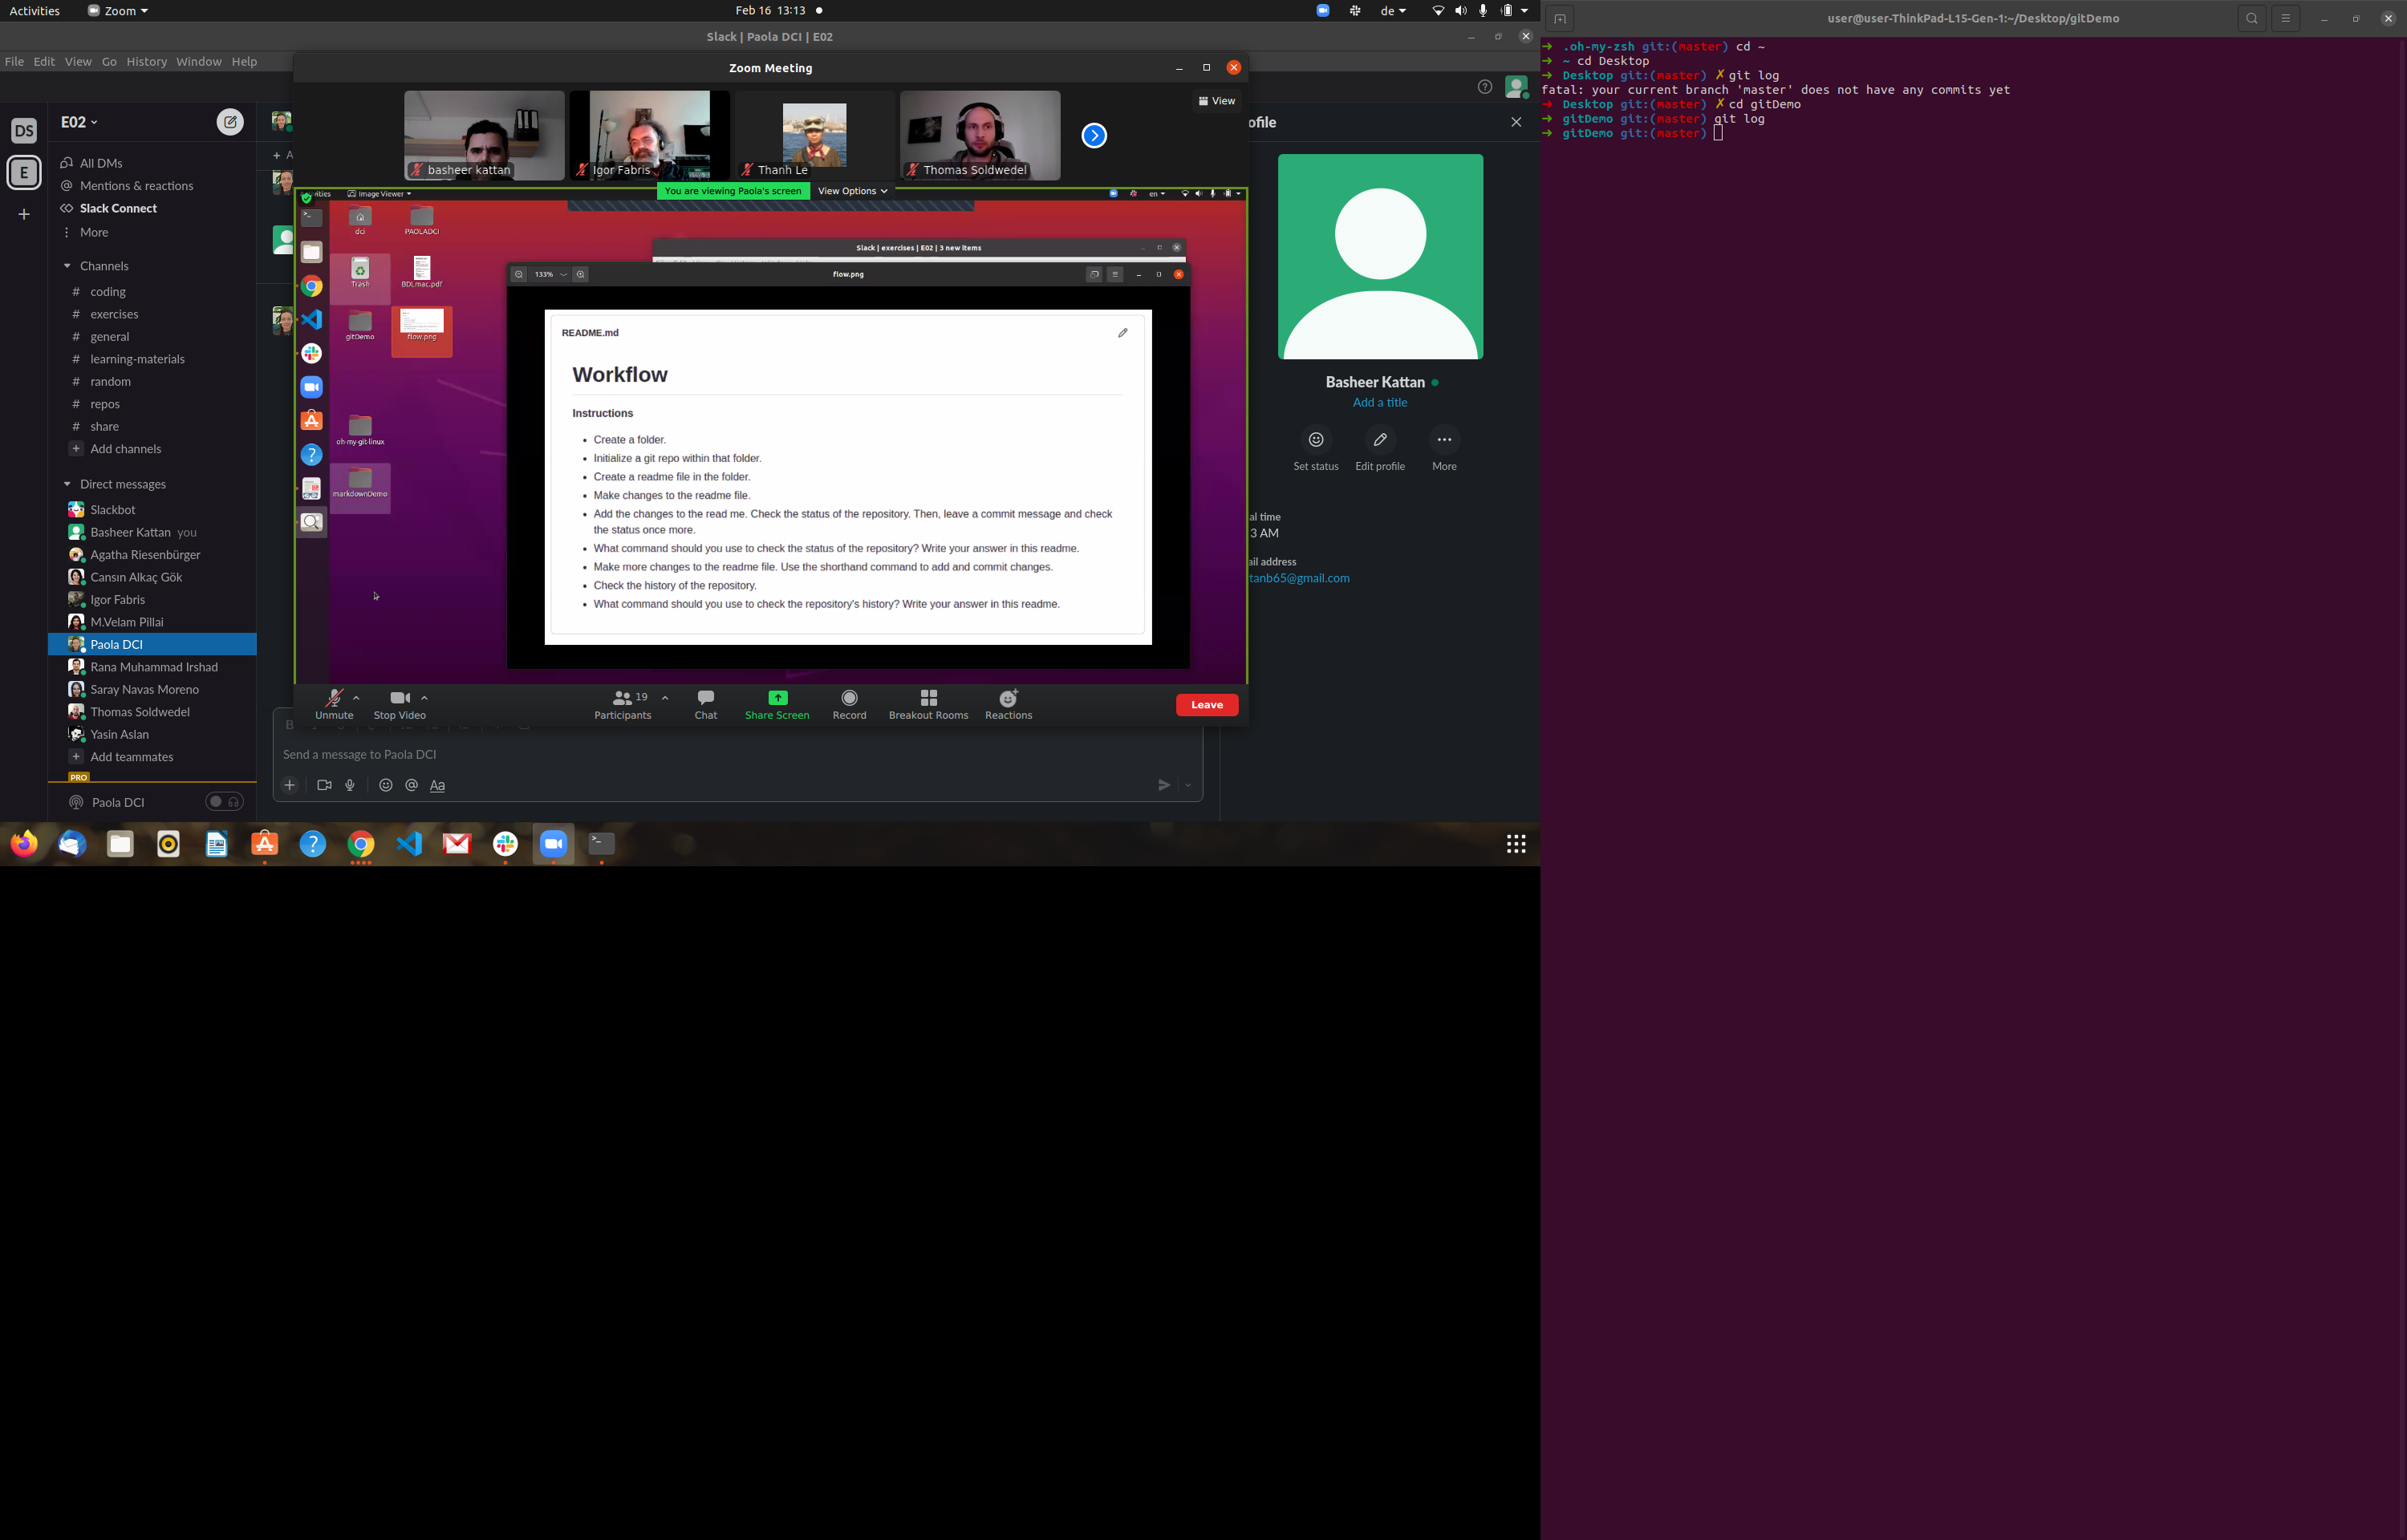 Activities
Zoom
Feb 16 13:13
de
Slack | Paola DCI | E02
File Edit View Go History Window Help
DS
E
E02
All DMs
Mentions & reactions
Slack Connect
More
Channels
# coding
# exercises
# general
# learning-materials
# random
# repos
# share
+ Add channels
Direct messages
Slackbot
Basheer Kattan you
Agatha Riesenbürger
Cansın Alkaç Gök
Igor Fabris
M.Velam Pillai
Paola DCI
Rana Muhammad Irshad
Saray Navas Moreno
Thomas Soldwedel
Yasin Aslan
+ Add teammates
PRO
Paola DCI
Zoom Meeting
View
basheer kattan
Igor Fabris
Thanh Le
Thomas Soldwedel
You are viewing Paola's screen
View Options
Image Viewer
en
dci
PAOLADCI
Trash
BDLmac.pdf
gitDemo
flow.png
oh-my-git-linux
markdownDemo
Slack | exercises | E02 | 3 new items
133%
flow.png
README.md
Workflow
Instructions
• Create a folder.
• Initialize a git repo within that folder.
• Create a readme file in the folder.
• Make changes to the readme file.
• Add the changes to the read me. Check the status of the repository. Then, leave a commit message and check
the status once more.
• What command should you use to check the status of the repository? Write your answer in this readme.
• Make more changes to the readme file. Use the shorthand command to add and commit changes.
• Check the history of the repository.
• What command should you use to check the repository's history? Write your answer in this readme.
Unmute
Stop Video
19
Participants
Chat
Share Screen
Record
Breakout Rooms
Reactions
Leave
Send a message to Paola DCI
Aa
ofile
Basheer Kattan
Add a title
Set status
Edit profile
More
al time
3 AM
ail address
tanb65@gmail.com
user@user-ThinkPad-L15-Gen-1:~/Desktop/gitDemo
➜ .oh-my-zsh git:(master) cd ~
➜ ~ cd Desktop
➜ Desktop git:(master) ✗ git log
fatal: your current branch 'master' does not have any commits yet
➜ Desktop git:(master) ✗ cd gitDemo
➜ gitDemo git:(master) git log
➜ gitDemo git:(master)